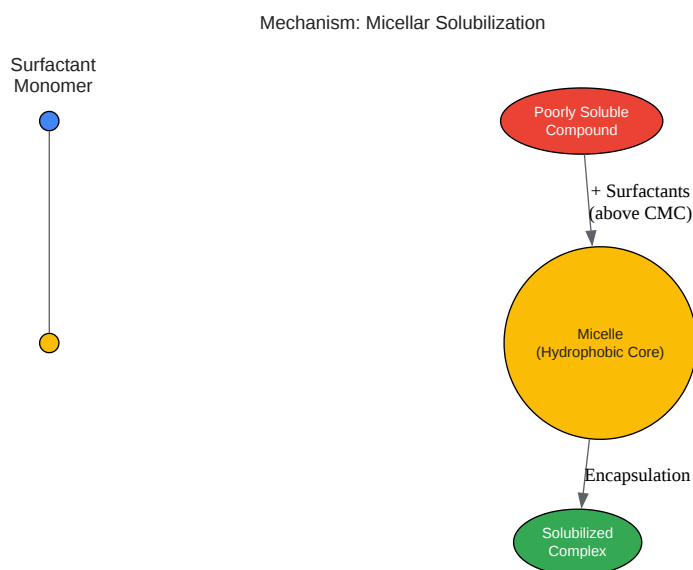 Mechanism: Micellar Solubilization
Surfactant
Monomer
Poorly Soluble
Compound
+ Surfactants
(above CMC)
Micelle
(Hydrophobic Core)
Encapsulation
Solubilized
Complex